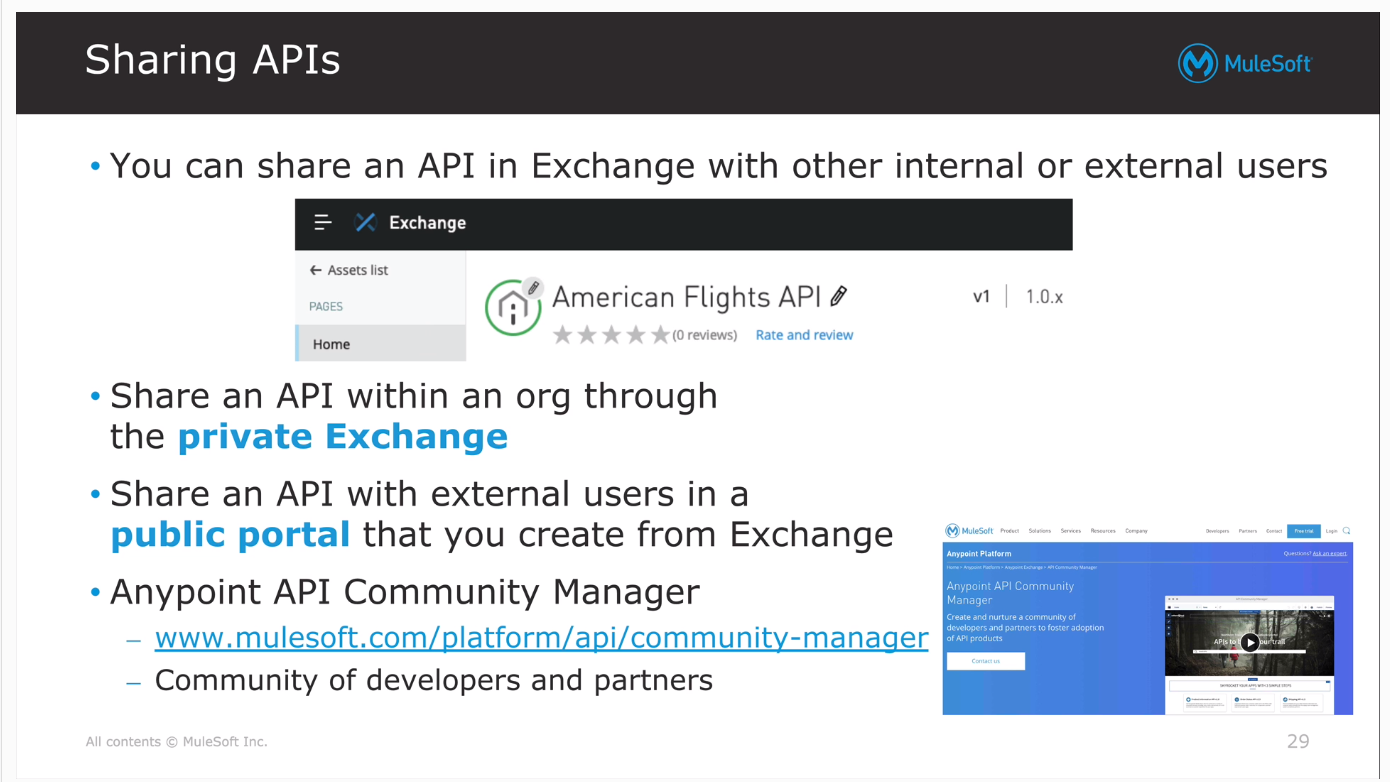 Sharing APIs
MuleSoft
• You can share an API in Exchange with other internal or external users
Exchange
← Assets list
PAGES
Home
American Flights API
v1 | 1.0.x
(0 reviews) Rate and review
• Share an API within an org through
the private Exchange
• Share an API with external users in a
public portal that you create from Exchange
• Anypoint API Community Manager
– www.mulesoft.com/platform/api/community-manager
– Community of developers and partners
MuleSoft Product Solutions Services Resources Company Developers Partners Contact Free trial Login
Anypoint Platform Questions? Ask an expert.
Home > Anypoint Platform > Anypoint Exchange > API Community Manager
Anypoint API Community
Manager
Create and nurture a community of
developers and partners to foster adoption
of API products
Contact us
API Community Manager
APIs to our trail
All contents © MuleSoft Inc.
29